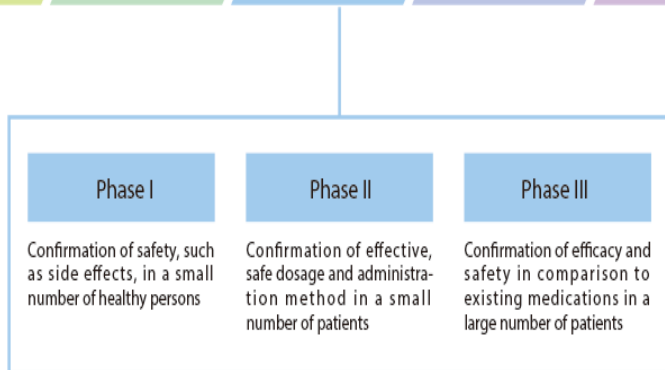 Phase I
Confirmation of safety, such
as side effects, in a small
number of healthy persons
Phase II
Confirmation of effective,
safe dosage and administra-
tion method in a small
number of patients
Phase III
Confirmation of efficacy and
safety in comparison to
existing medications in a
large number of patients